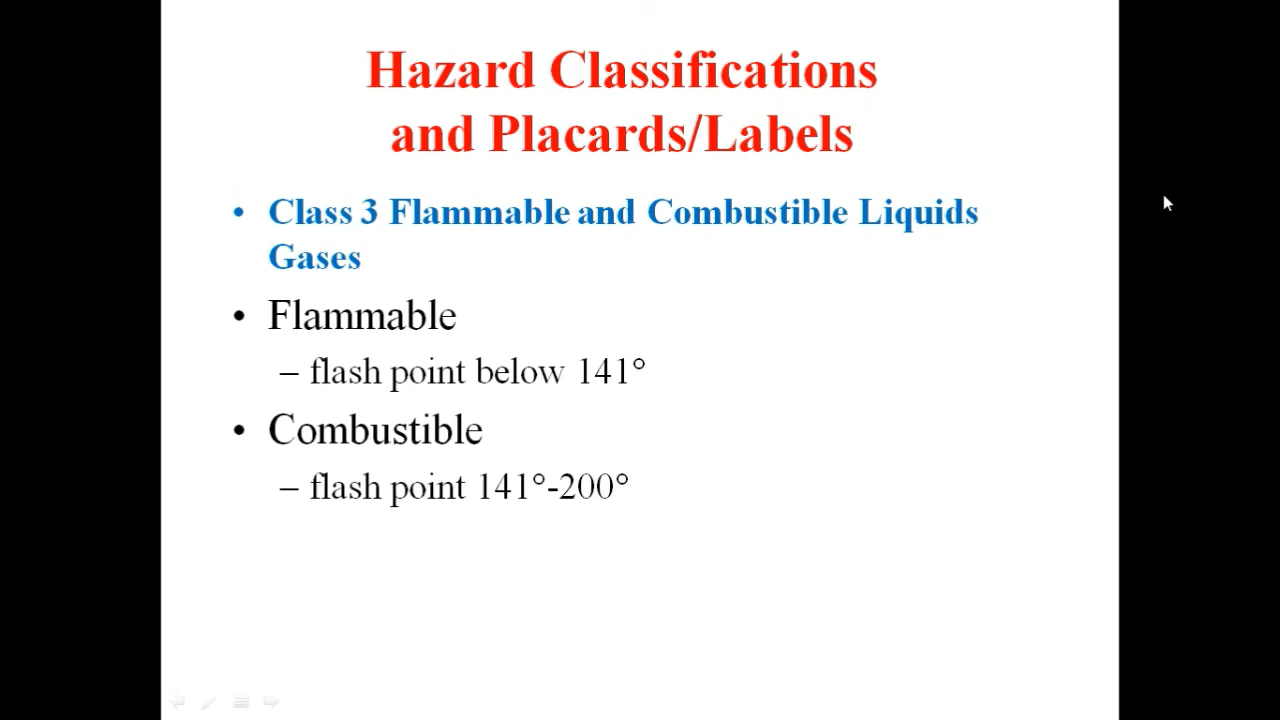 Hazard Classifications
and Placards/Labels
• Class 3 Flammable and Combustible Liquids
Gases
• Flammable
– flash point below 141°
• Combustible
– flash point 141°-200°